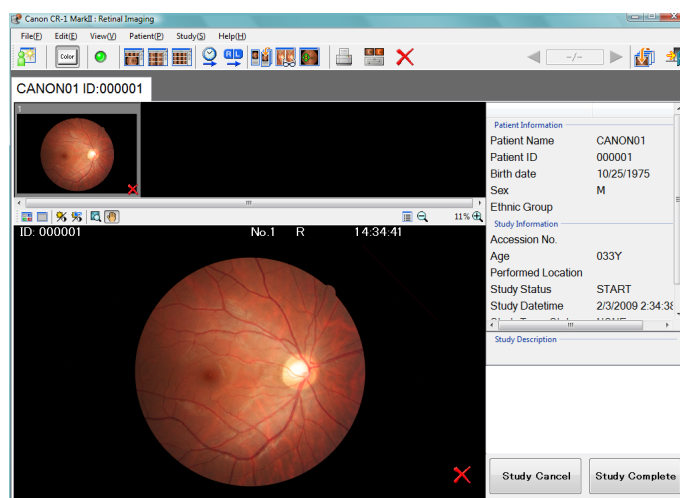 Canon CR-1 MarkII : Retinal Imaging
File(F) Edit(E) View(V) Patient(P) Study(S) Help(H)
Color
-/-
CANON01 ID:000001
1
Patient Information
Patient Name CANON01
Patient ID 000001
Birth date 10/25/1975
Sex M
Ethnic Group
Study Information
Accession No.
Age 033Y
Performed Location
Study Status START
Study Datetime 2/3/2009 2:34:38
Study Description
11%
ID: 000001 No.1 R 14:34:41
Study Cancel Study Complete